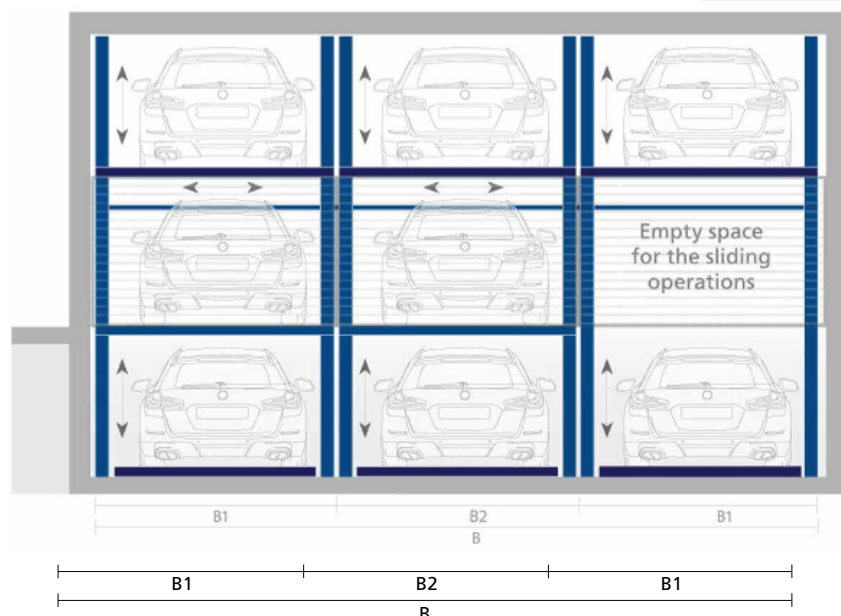 Empty space
for the sliding
operations
B1 B2 B1
B
B1 B2 B1
B